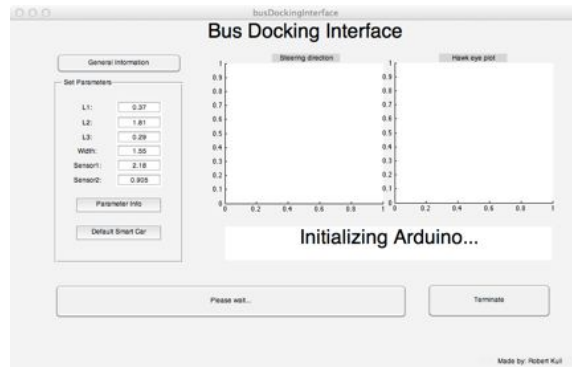 busDockingInterface
Bus Docking Interface
General Information
Set Parameters
L1: 0.37
L2: 1.81
L3: 0.29
Width: 1.55
Sensor1: 2.18
Sensor2: 0.905
Parameter Info
Default Smart Car
Steering direction
1
0.9
0.8
0.7
0.6
0.5
0.4
0.3
0.2
0.1
0
0 0.2 0.4 0.6 0.8 1
Hawk eye plot
1
0.9
0.8
0.7
0.6
0.5
0.4
0.3
0.2
0.1
0
0 0.2 0.4 0.6 0.8 1
Initializing Arduino...
Please wait...
Terminate
Made by: Robert Kull